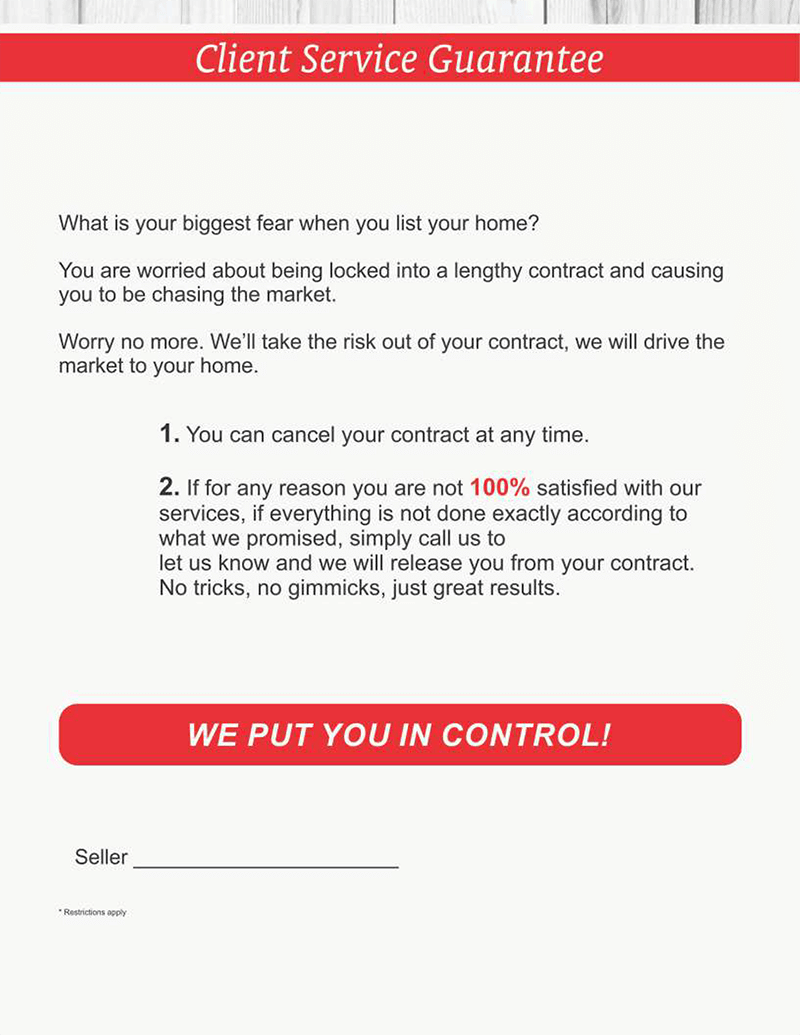 Client Service Guarantee
What is your biggest fear when you list your home?
You are worried about being locked into a lengthy contract and causing
you to be chasing the market.
Worry no more. We’ll take the risk out of your contract, we will drive the
market to your home.
1. You can cancel your contract at any time.
2. If for any reason you are not 100% satisfied with our
services, if everything is not done exactly according to
what we promised, simply call us to
let us know and we will release you from your contract.
No tricks, no gimmicks, just great results.
WE PUT YOU IN CONTROL!
Seller ________________________
* Restrictions apply